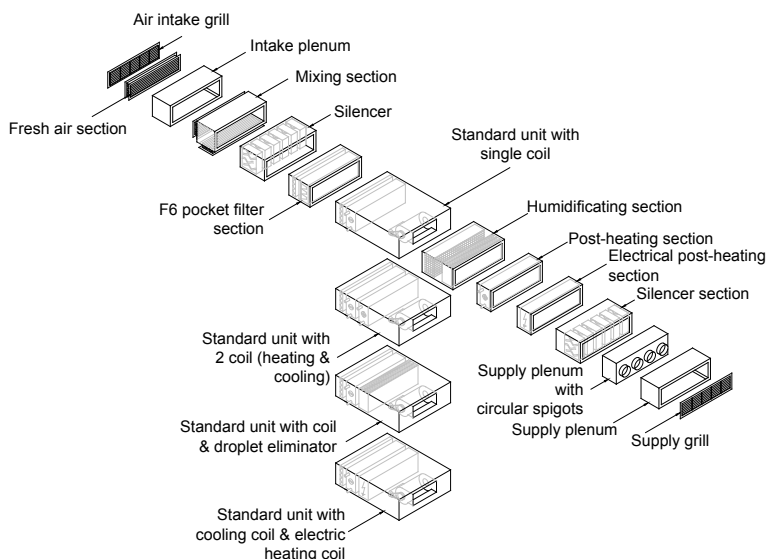 Air intake grill
Intake plenum
Mixing section
Fresh air section
Silencer
Standard unit with
single coil
F6 pocket filter
section
Humidificating section
Post-heating section
Electrical post-heating
section
Silencer section
Standard unit with
2 coil (heating &
cooling)
Supply plenum
with
circular spigots
Standard unit with coil
& droplet eliminator
Supply plenum
Supply grill
Standard unit with
cooling coil & electric
heating coil